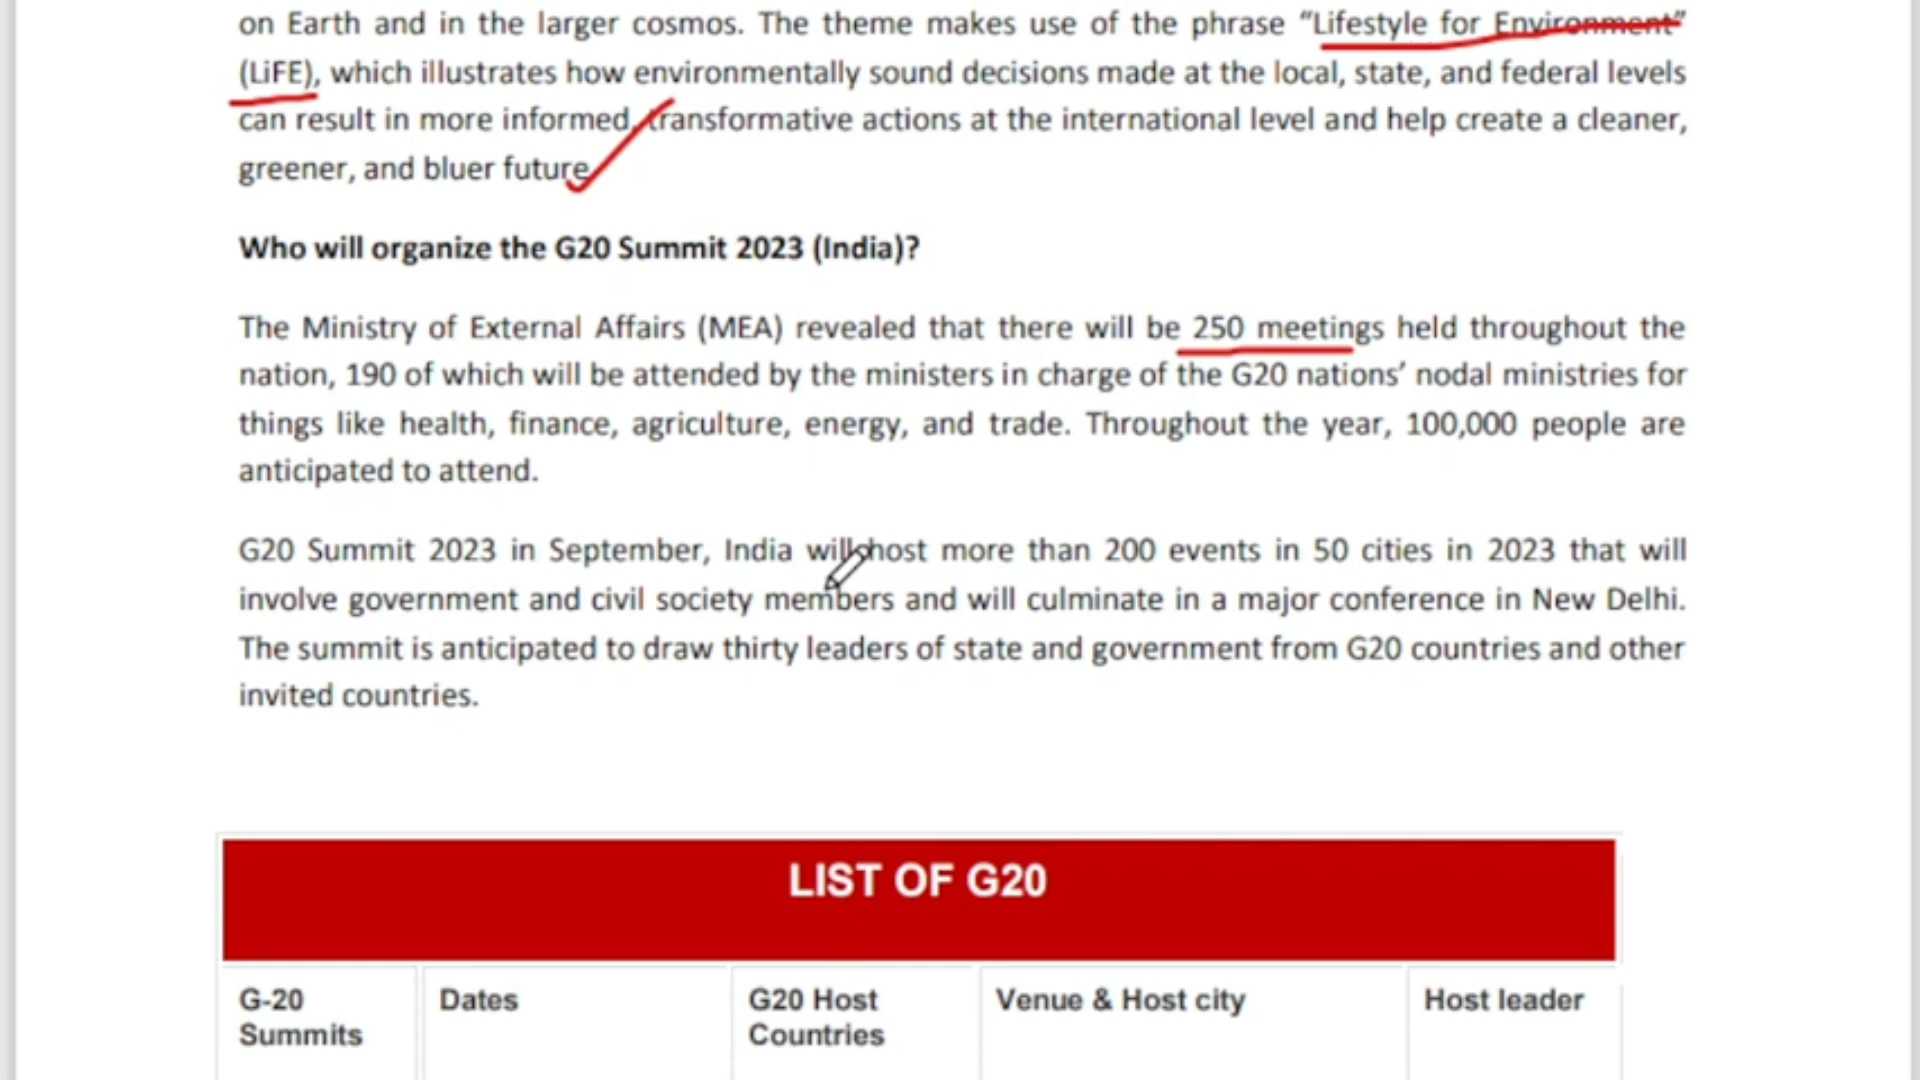 on Earth and in the larger cosmos. The theme makes use of the phrase “Lifestyle for Environment”
(LiFE), which illustrates how environmentally sound decisions made at the local, state, and federal levels
can result in more informed, transformative actions at the international level and help create a cleaner,
greener, and bluer future
Who will organize the G20 Summit 2023 (India)?
The Ministry of External Affairs (MEA) revealed that there will be 250 meetings held throughout the
nation, 190 of which will be attended by the ministers in charge of the G20 nations’ nodal ministries for
things like health, finance, agriculture, energy, and trade. Throughout the year, 100,000 people are
anticipated to attend.
G20 Summit 2023 in September, India will host more than 200 events in 50 cities in 2023 that will
involve government and civil society members and will culminate in a major conference in New Delhi.
The summit is anticipated to draw thirty leaders of state and government from G20 countries and other
invited countries.
LIST OF G20
G-20 Summits
Dates
G20 Host Countries
Venue & Host city
Host leader